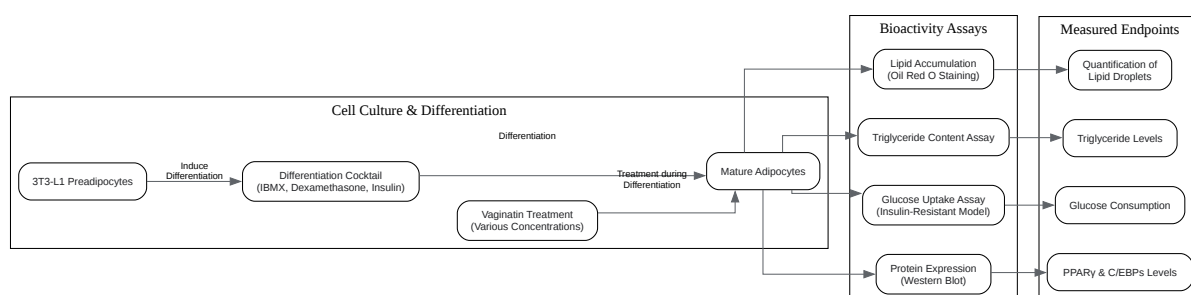 Bioactivity Assays
Measured Endpoints
Lipid Accumulation
(Oil Red O Staining)
Quantification of
Lipid Droplets
Cell Culture & Differentiation
Differentiation
Triglyceride Content Assay
Triglyceride Levels
3T3-L1 Preadipocytes
Induce
Differentiation
Differentiation Cocktail
(IBMX, Dexamethasone, Insulin)
Treatment during
Differentiation
Mature Adipocytes
Vaginatin Treatment
(Various Concentrations)
Glucose Uptake Assay
(Insulin-Resistant Model)
Glucose Consumption
Protein Expression
(Western Blot)
PPARγ & C/EBPs Levels